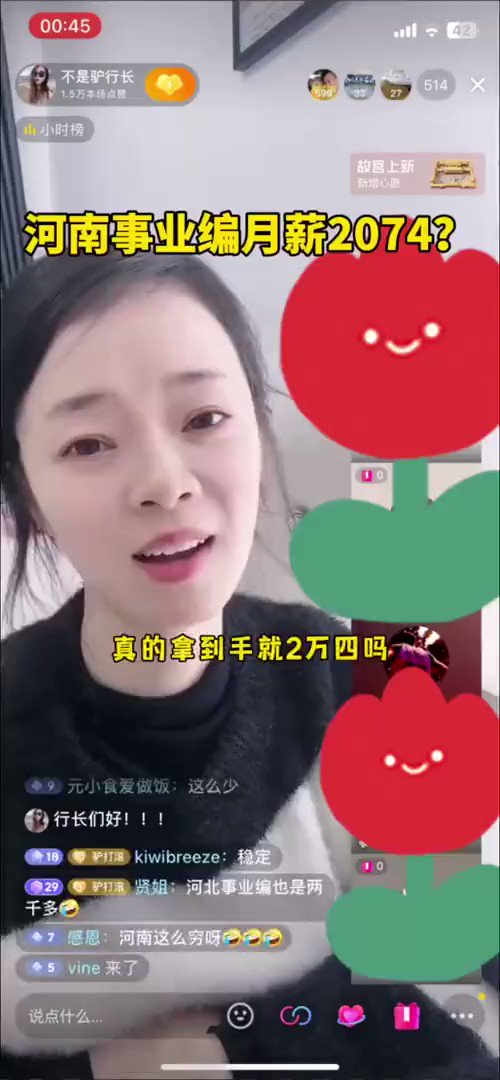 00:45
42
不是驴行长
1.5万本场点赞
599
33
27
514
小时榜
故宫上新
新增心愿
河南事业编月薪2074?
0
真的拿到手就2万四吗
9 元小食爱做饭：这么少
行长们好！！！
18 驴打滚 kiwibreeze：稳定
29 驴打滚 贤姐：河北事业编也是两
千多🤣
0
7 感恩：河南这么穷呀🤣🤣🤣
5 vine 来了
说点什么...